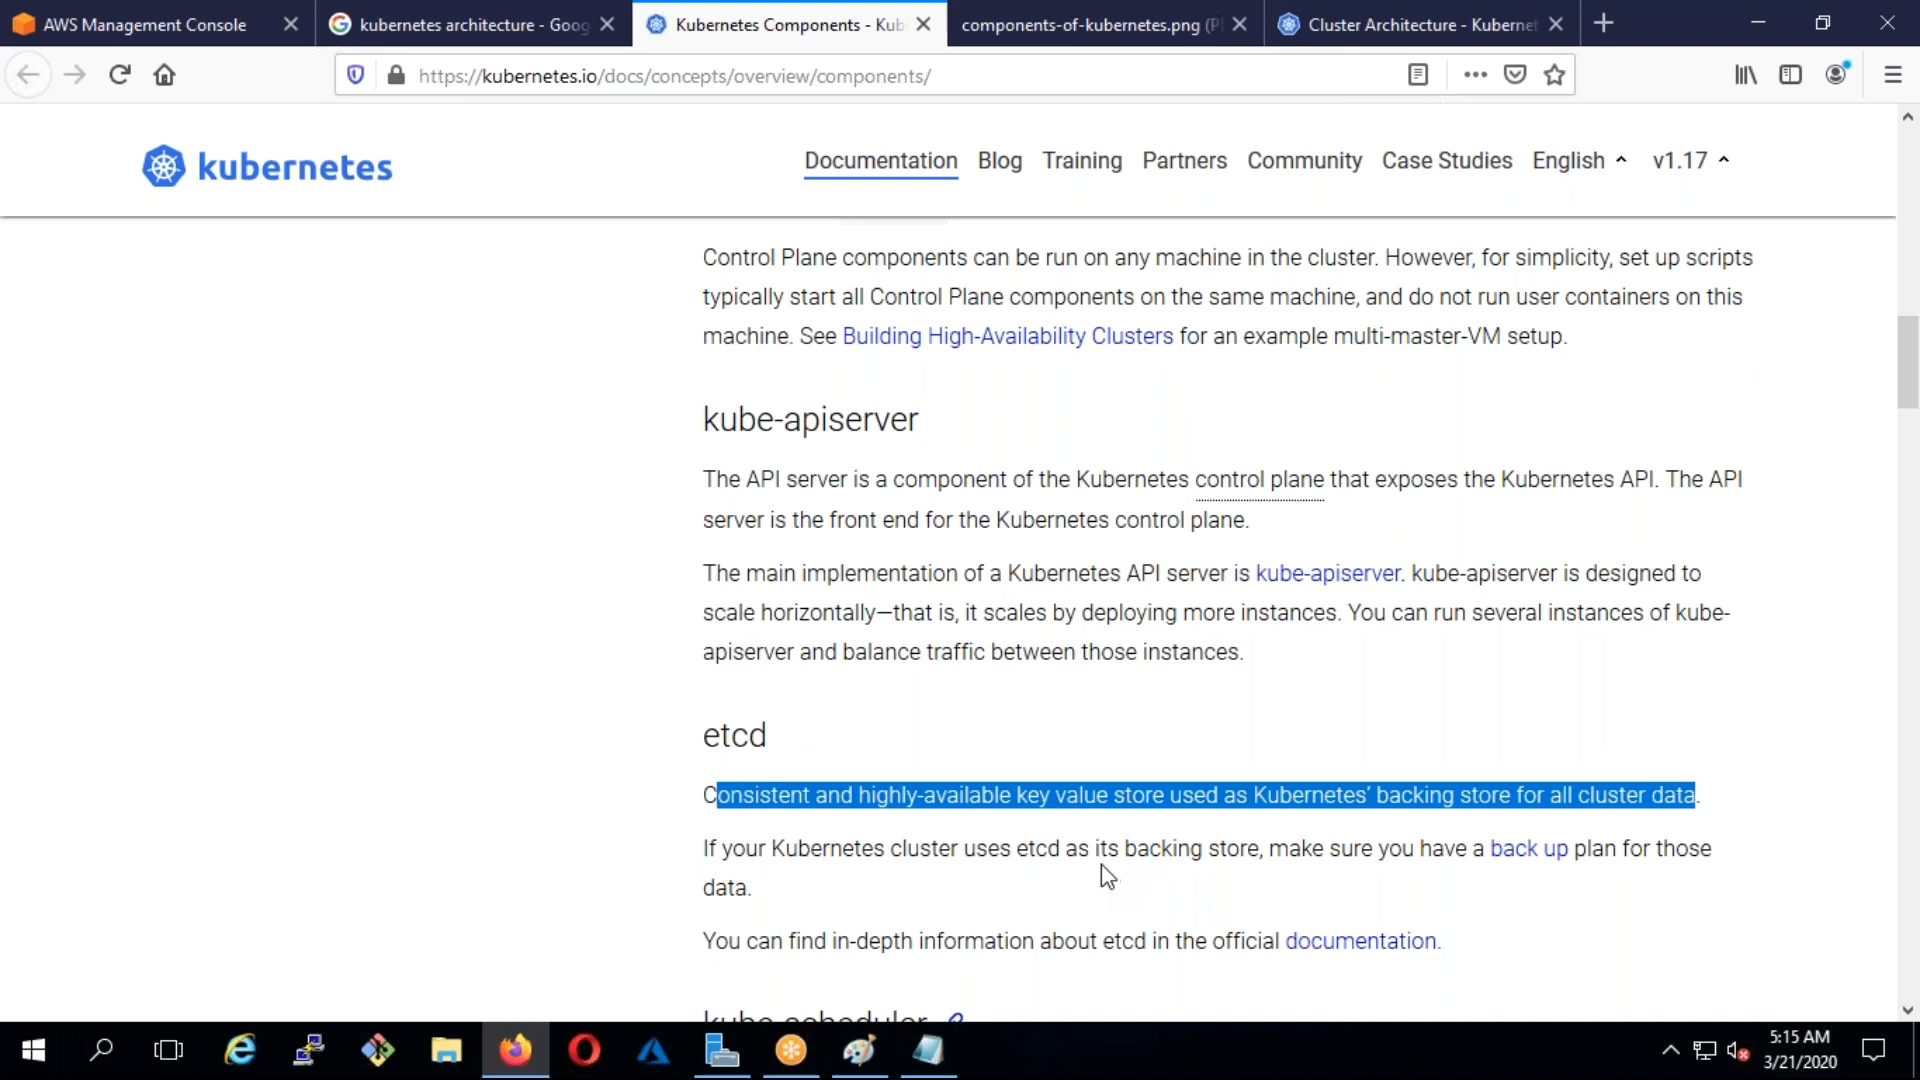 AWS Management Console
kubernetes architecture - Goog
Kubernetes Components - Kub
components-of-kubernetes.png (P
Cluster Architecture - Kubernet
https://kubernetes.io/docs/concepts/overview/components/
kubernetes
Documentation Blog Training Partners Community Case Studies English v1.17
Control Plane components can be run on any machine in the cluster. However, for simplicity, set up scripts
typically start all Control Plane components on the same machine, and do not run user containers on this
machine. See Building High-Availability Clusters for an example multi-master-VM setup.
kube-apiserver
The API server is a component of the Kubernetes control plane that exposes the Kubernetes API. The API
server is the front end for the Kubernetes control plane.
The main implementation of a Kubernetes API server is kube-apiserver. kube-apiserver is designed to
scale horizontally—that is, it scales by deploying more instances. You can run several instances of kube-
apiserver and balance traffic between those instances.
etcd
Consistent and highly-available key value store used as Kubernetes’ backing store for all cluster data.
If your Kubernetes cluster uses etcd as its backing store, make sure you have a back up plan for those
data.
You can find in-depth information about etcd in the official documentation.
kube-scheduler
5:15 AM
3/21/2020